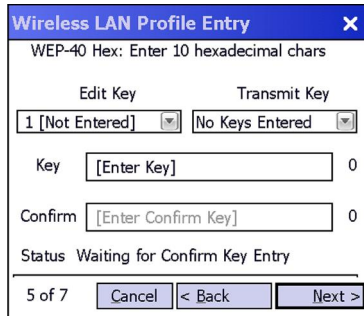 Wireless LAN Profile Entry X
WEP-40 Hex: Enter 10 hexadecimal chars
Edit Key Transmit Key
1 [Not Entered] No Keys Entered
Key [Enter Key] 0
Confirm [Enter Confirm Key] 0
Status Waiting for Confirm Key Entry
5 of 7 Cancel < Back Next >